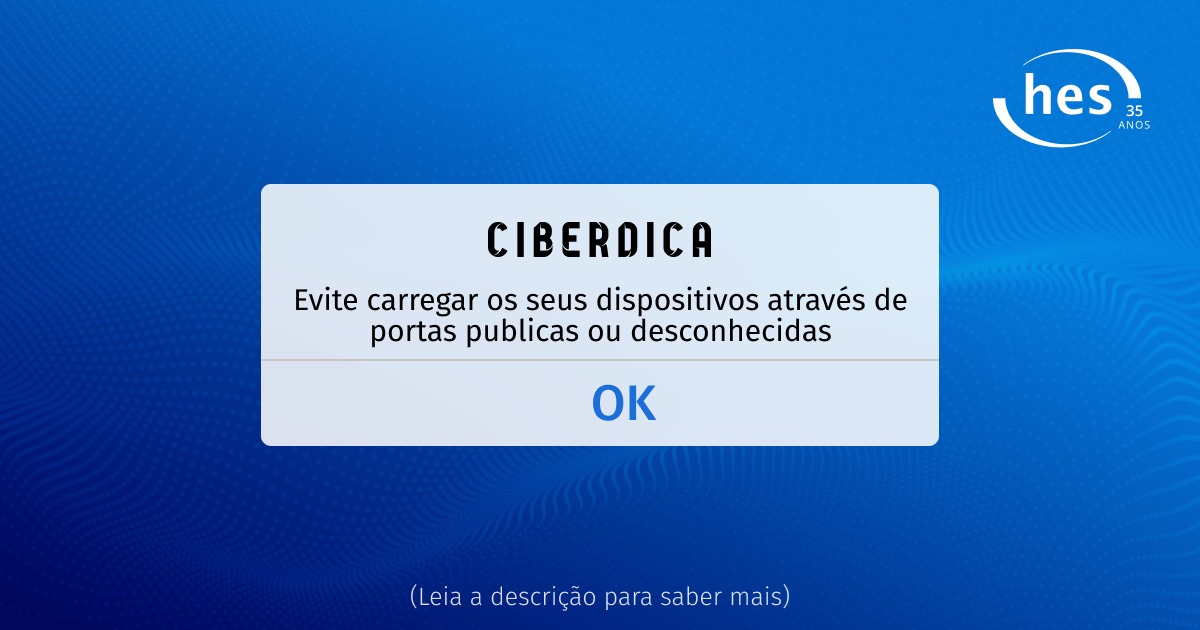 hes
35
ANOS
CIBERDICA
Evite carregar os seus dispositivos através de
portas publicas ou desconhecidas
OK
(Leia a descrição para saber mais)